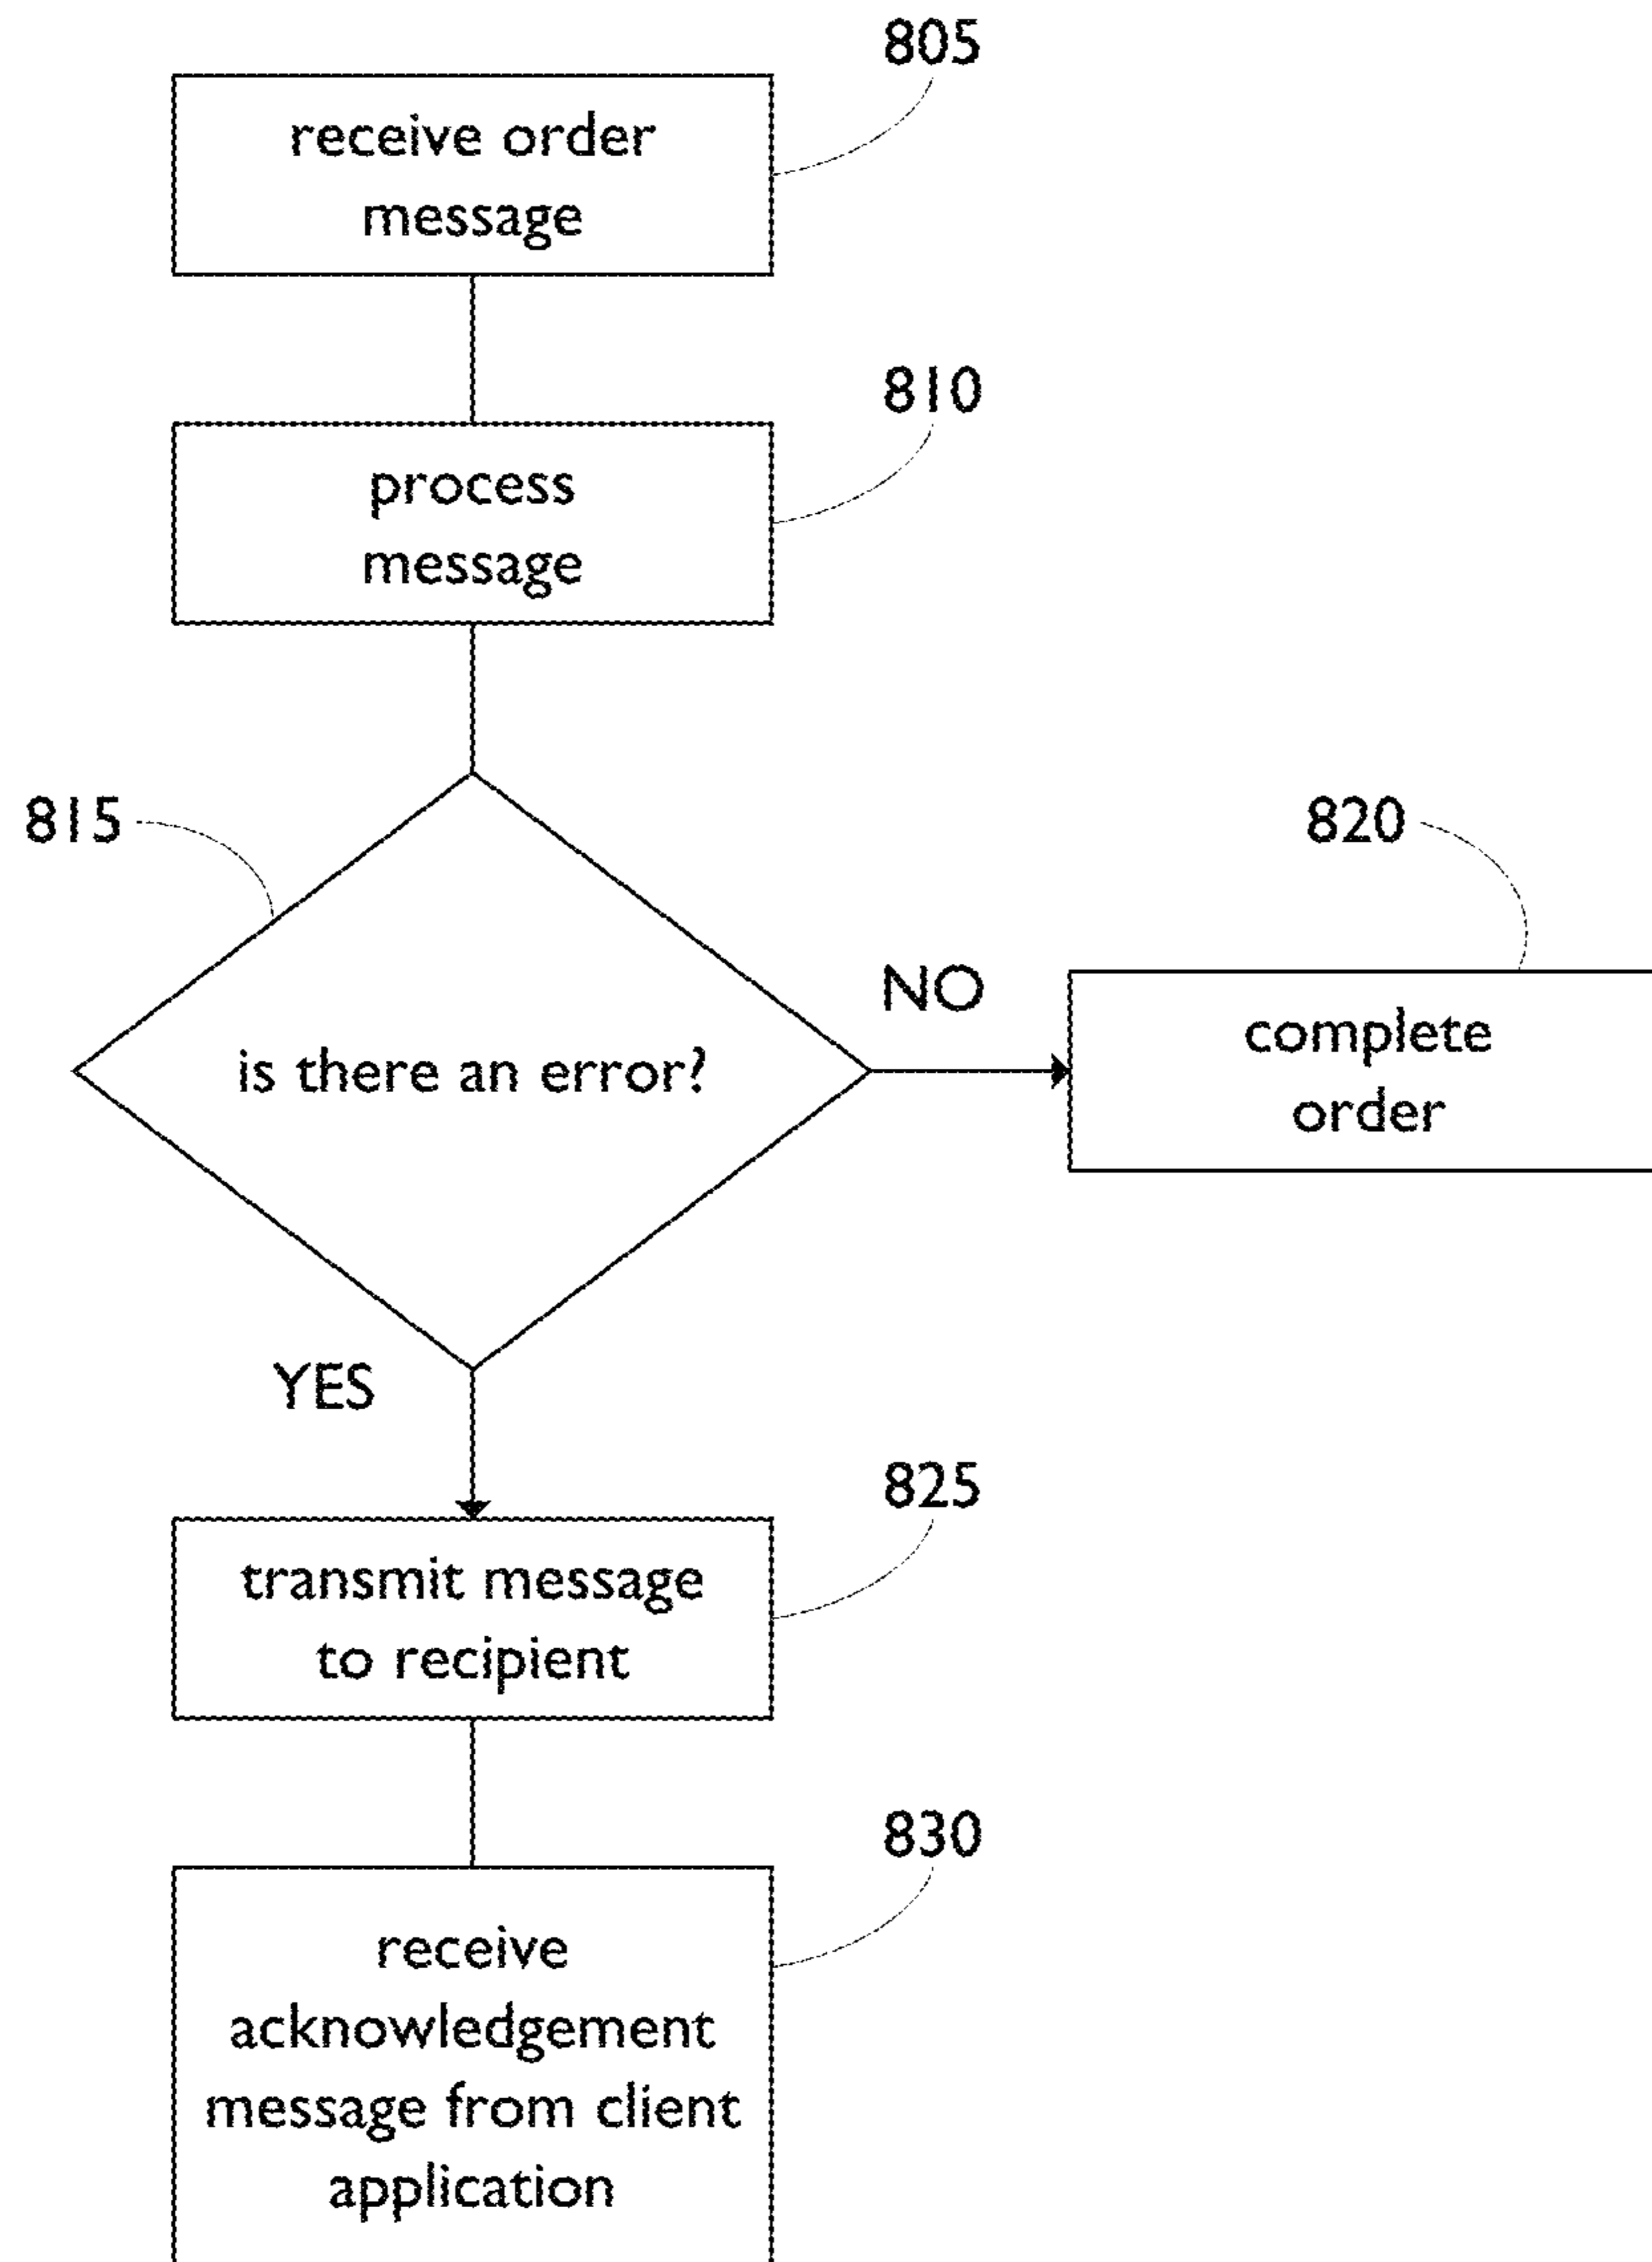 805
receive order
message
810
process
message
815
820
NO
is there an error?
complete
order
YES
825
transmit message
to recipient
830
receive
acknowledgement
message from client
application